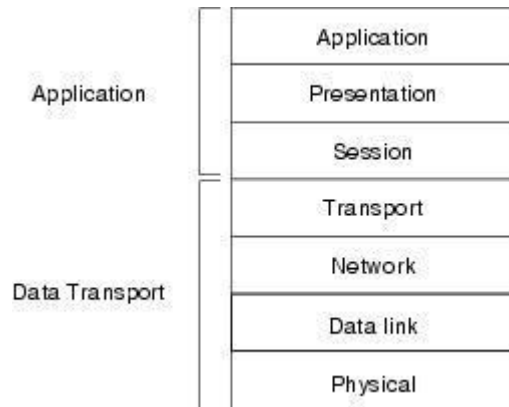 Application
Presentation
Application
Session
Transport
Network
Data Transport
Data link
Physical